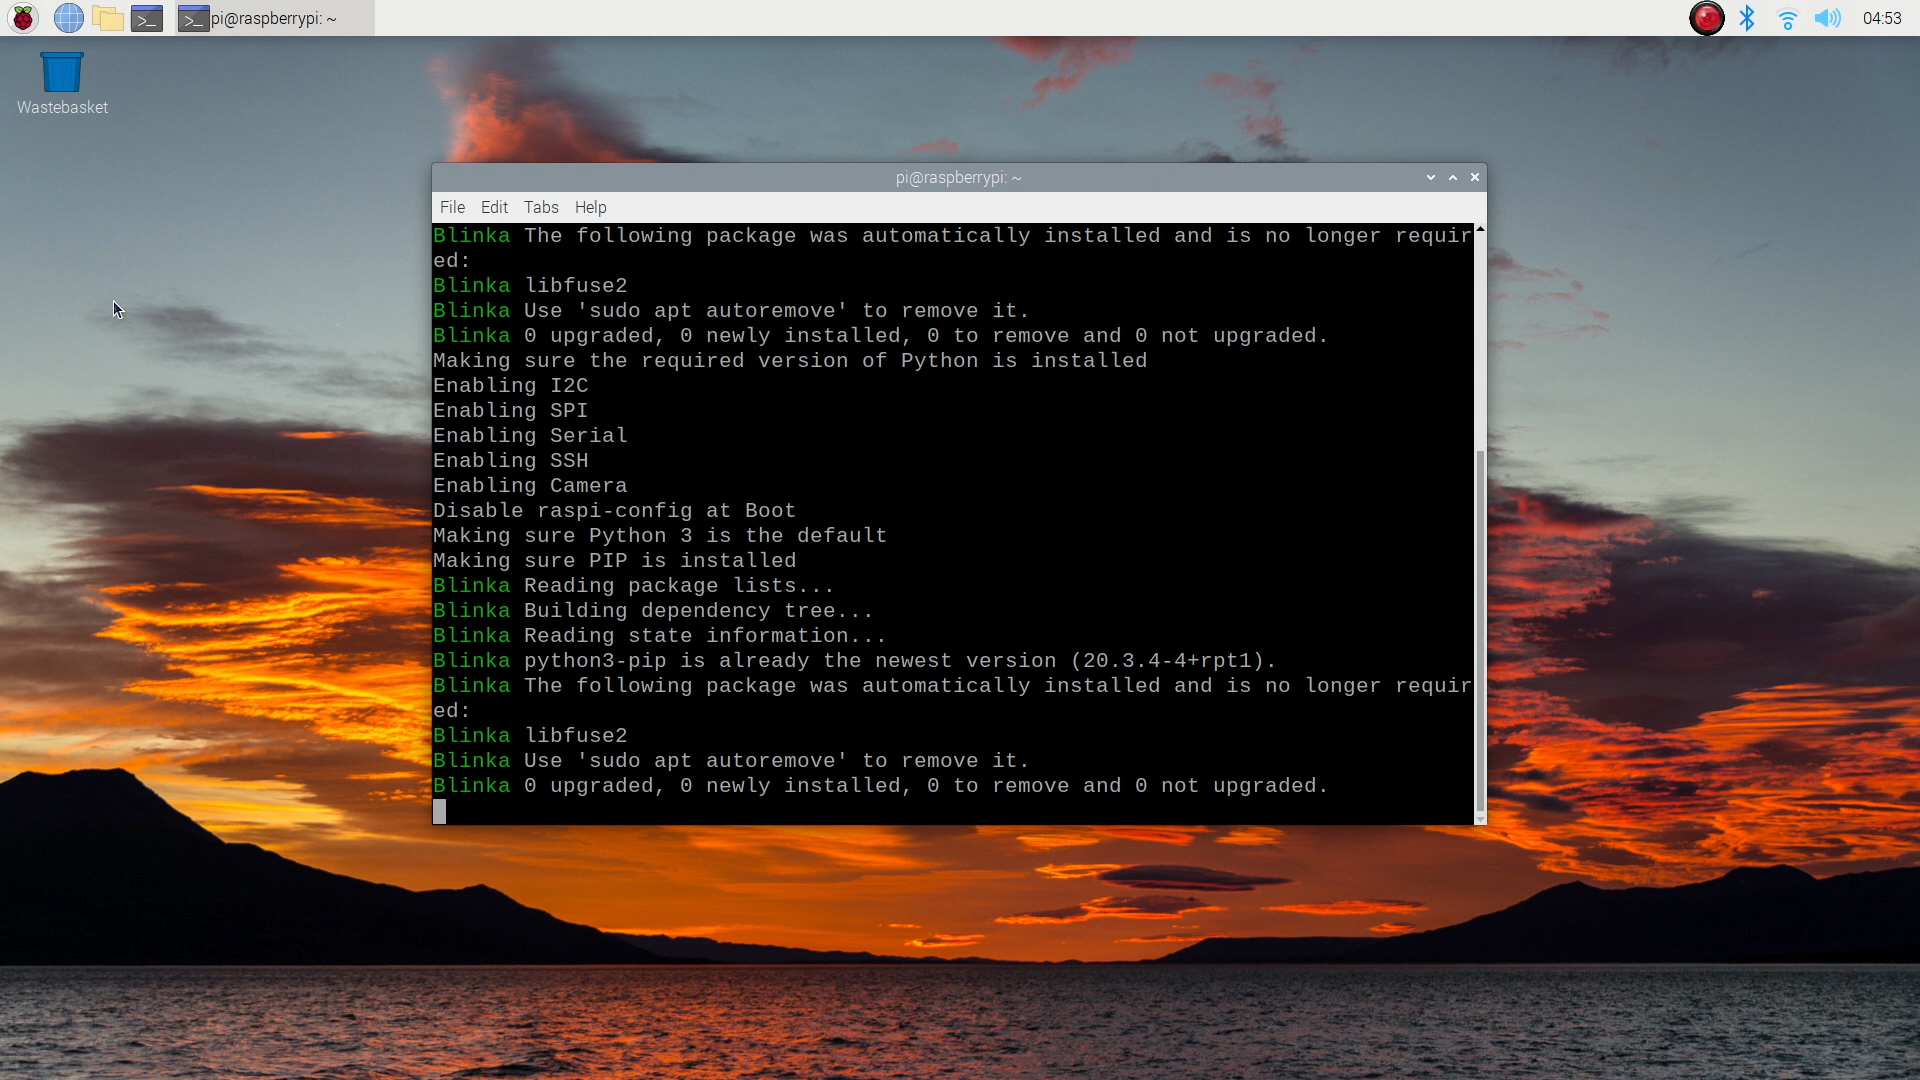 pi@raspberrypi: ~
04:53
Wastebasket
pi@raspberrypi: ~
File Edit Tabs Help
Blinka The following package was automatically installed and is no longer requir
ed:
Blinka libfuse2
Blinka Use 'sudo apt autoremove' to remove it.
Blinka 0 upgraded, 0 newly installed, 0 to remove and 0 not upgraded.
Making sure the required version of Python is installed
Enabling I2C
Enabling SPI
Enabling Serial
Enabling SSH
Enabling Camera
Disable raspi-config at Boot
Making sure Python 3 is the default
Making sure PIP is installed
Blinka Reading package lists...
Blinka Building dependency tree...
Blinka Reading state information...
Blinka python3-pip is already the newest version (20.3.4-4+rpt1).
Blinka The following package was automatically installed and is no longer requir
ed:
Blinka libfuse2
Blinka Use 'sudo apt autoremove' to remove it.
Blinka 0 upgraded, 0 newly installed, 0 to remove and 0 not upgraded.